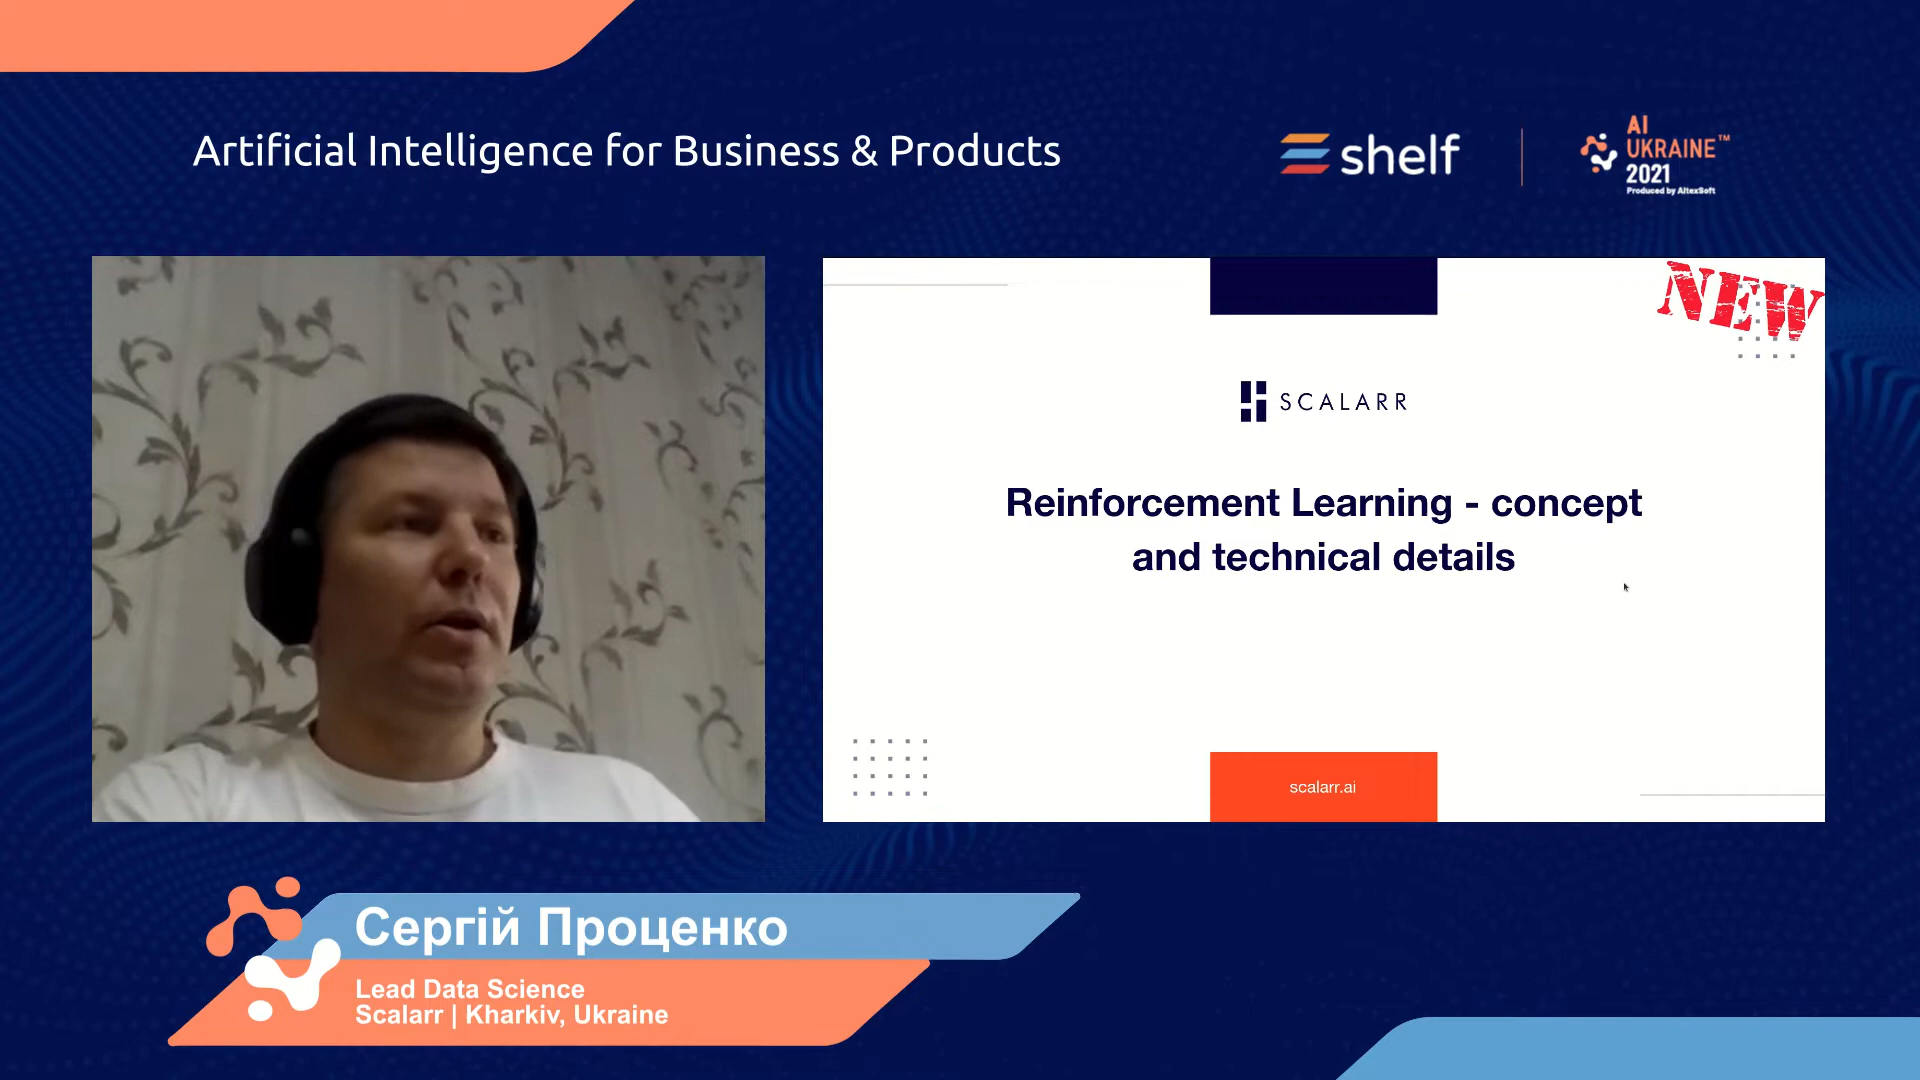 Artificial Intelligence for Business & Products
shelf
AI
UKRAINE™
2021
Produced by AltexSoft
NEW
SCALARR
Reinforcement Learning - concept
and technical details
scalarr.ai
Сергій Проценко
Lead Data Science
Scalarr | Kharkiv, Ukraine